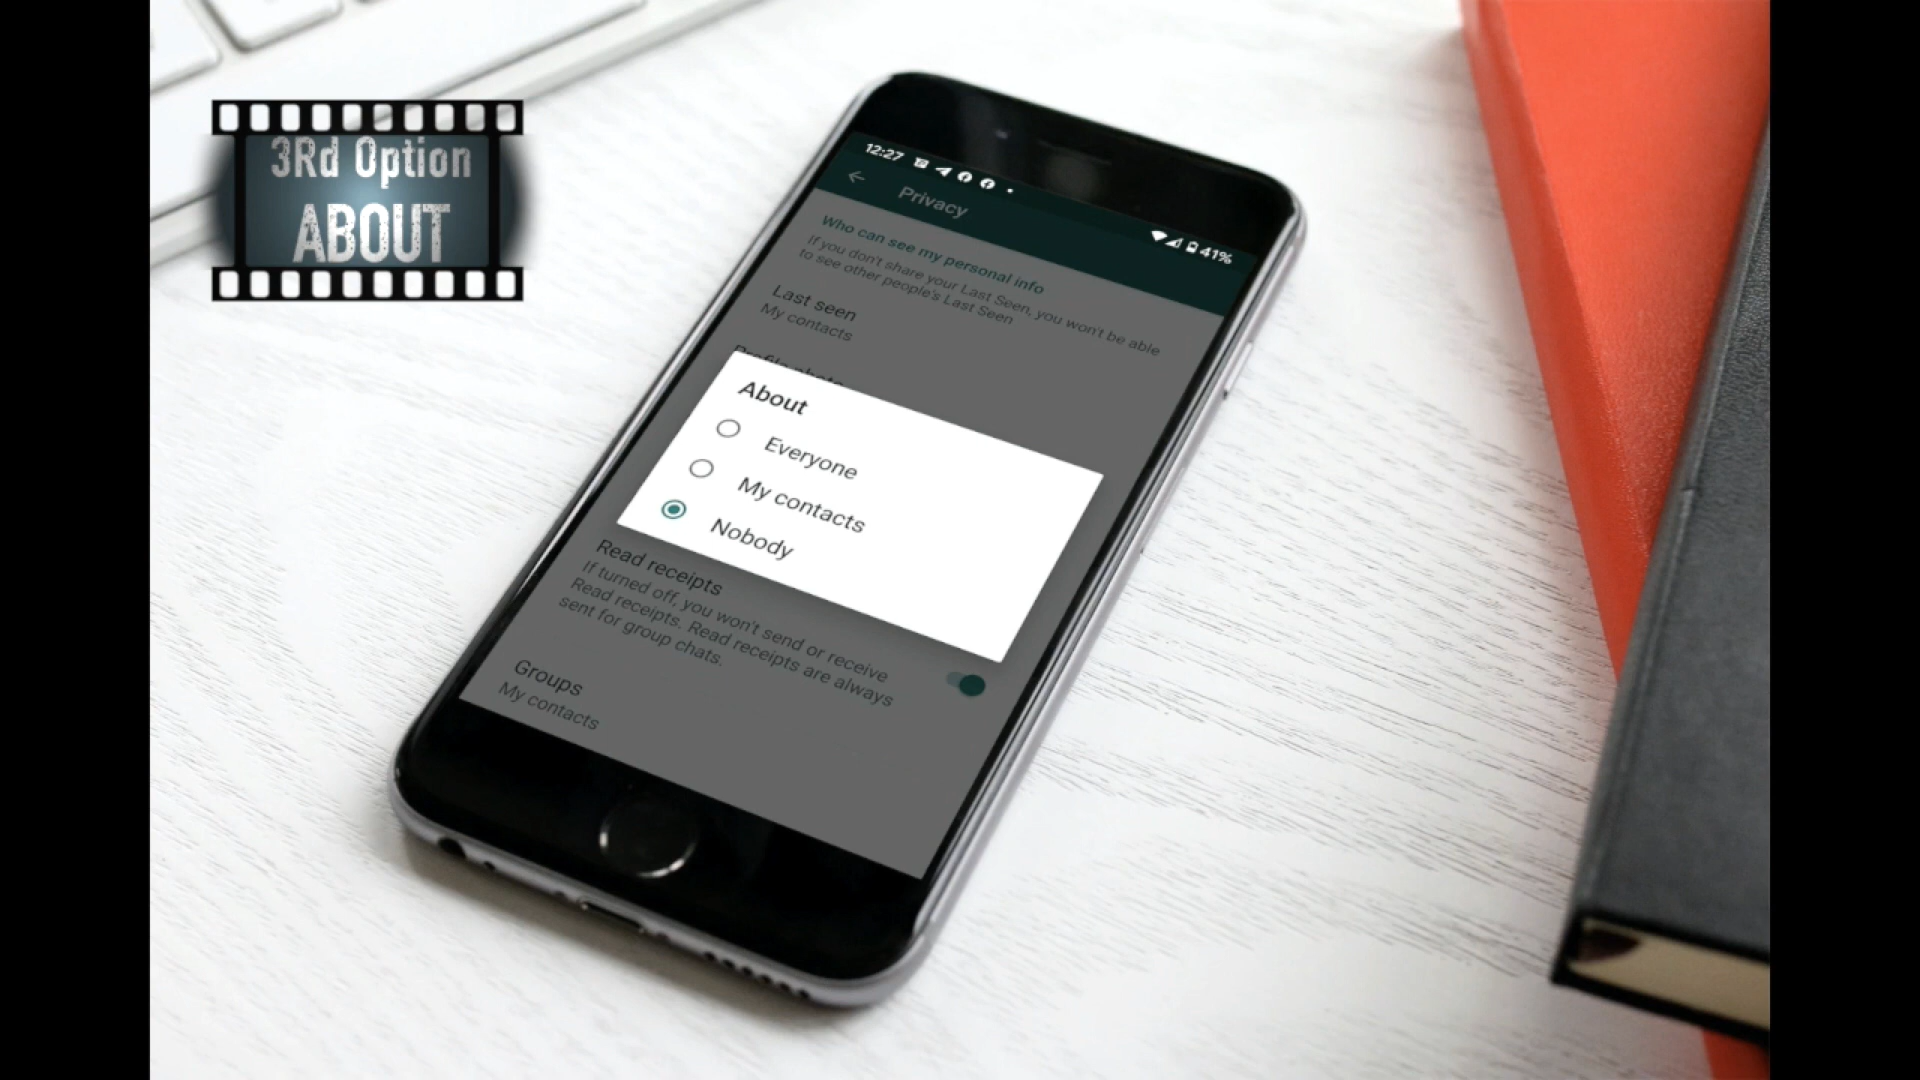 3Rd Option
ABOUT
12:27
41%
Privacy
Who can see my personal info
If you don't share your Last Seen, you won't be able
to see other people's Last Seen
Last seen
My contacts
Profile photo
About
Everyone
My contacts
Nobody
Read receipts
If turned off, you won't send or receive
Read receipts. Read receipts are always
sent for group chats.
Groups
My contacts